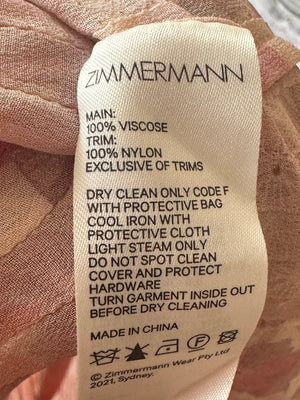 ZIMMERMANN
MAIN:
100% VISCOSE
TRIM:
100% NYLON
EXCLUSIVE OF TRIMS
DRY CLEAN ONLY CODE F
WITH PROTECTIVE BAG
COOL IRON WITH
PROTECTIVE CLOTH
LIGHT STEAM ONLY
DO NOT SPOT CLEAN
COVER AND PROTECT
HARDWARE
TURN GARMENT INSIDE OUT
BEFORE DRY CLEANING
MADE IN CHINA
© Zimmermann Wear Pty Ltd
2021, Sydney.